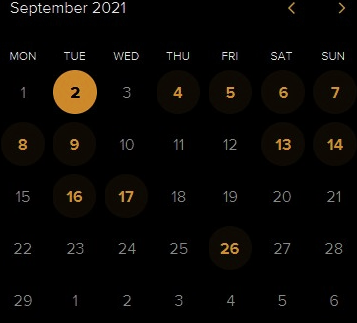 September 2021
MON TUE WED THU FRI SAT SUN
1 2 3 4 5 6 7
8 9 10 11 12 13 14
15 16 17 18 19 20 21
22 23 24 25 26 27 28
29 1 2 3 4 5 6